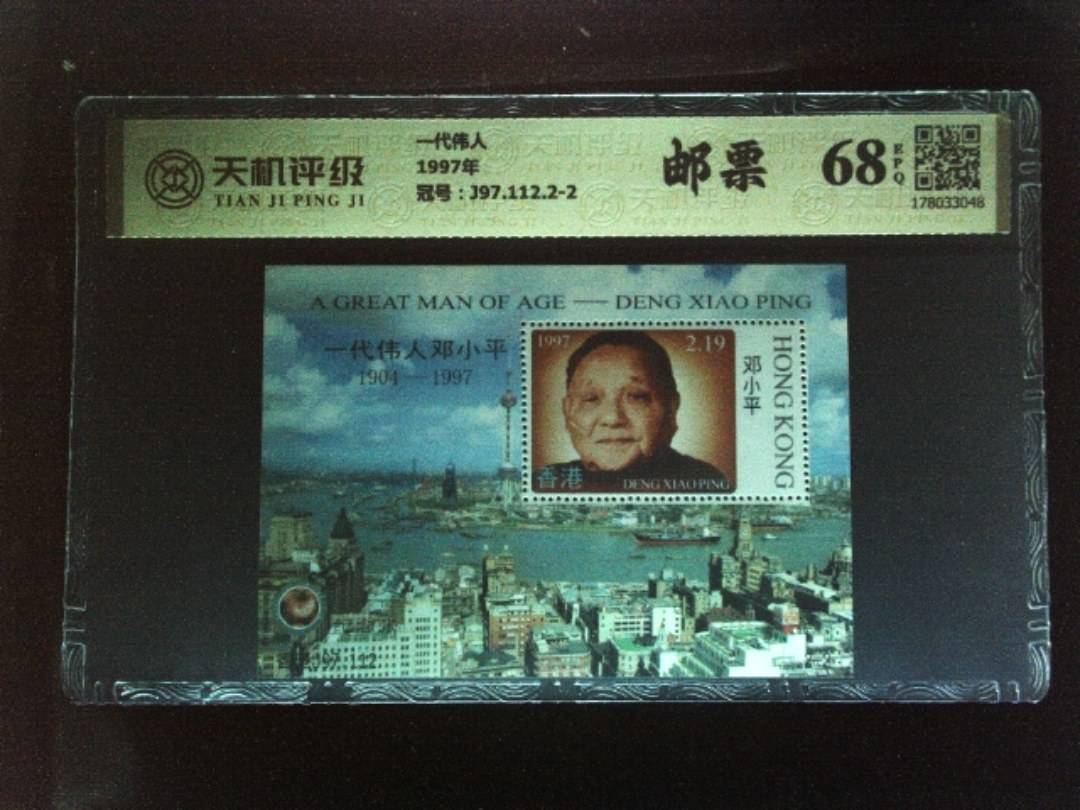 天机评级
TIAN JI PING JI
一代伟人
1997年
冠号：J97.112.2-2
邮票
68
EPQ
178033048
A GREAT MAN OF AGE — DENG XIAO PING
一代伟人邓小平
1904 — 1997
1997
2.19
邓小平
HONG KONG
香港
DENG XIAO PING